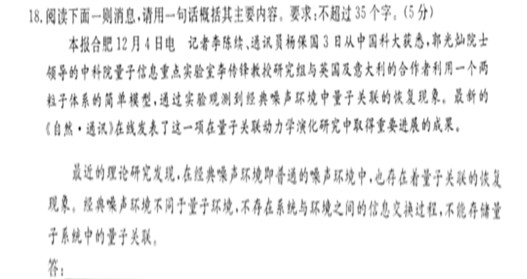 18.阅读下面一则消息,请用一句话概括其主要内容。要求:不超过35个字。(5分)
本报合肥12月4日电 记者李陈续、通讯员杨保国3日从中国科大获悉,郭光灿院士
领导的中科院量子信息重点实验室李传锋教授研究组与英国及意大利的合作者利用一个两
粒子体系的简单模型,通过实验观测到经典噪声环境中量子关联的恢复现象。最新的
《自然·通讯》在线发表了这一项在量子关联动力学演化研究中取得重要进展的成果。
最近的理论研究发现,在经典噪声环境即普通的噪声环境中,也存在着量子关联的恢复
现象。经典噪声环境不同于量子环境,不存在系统与环境之间的信息交换过程,不能存储量
子系统中的量子关联。
答: